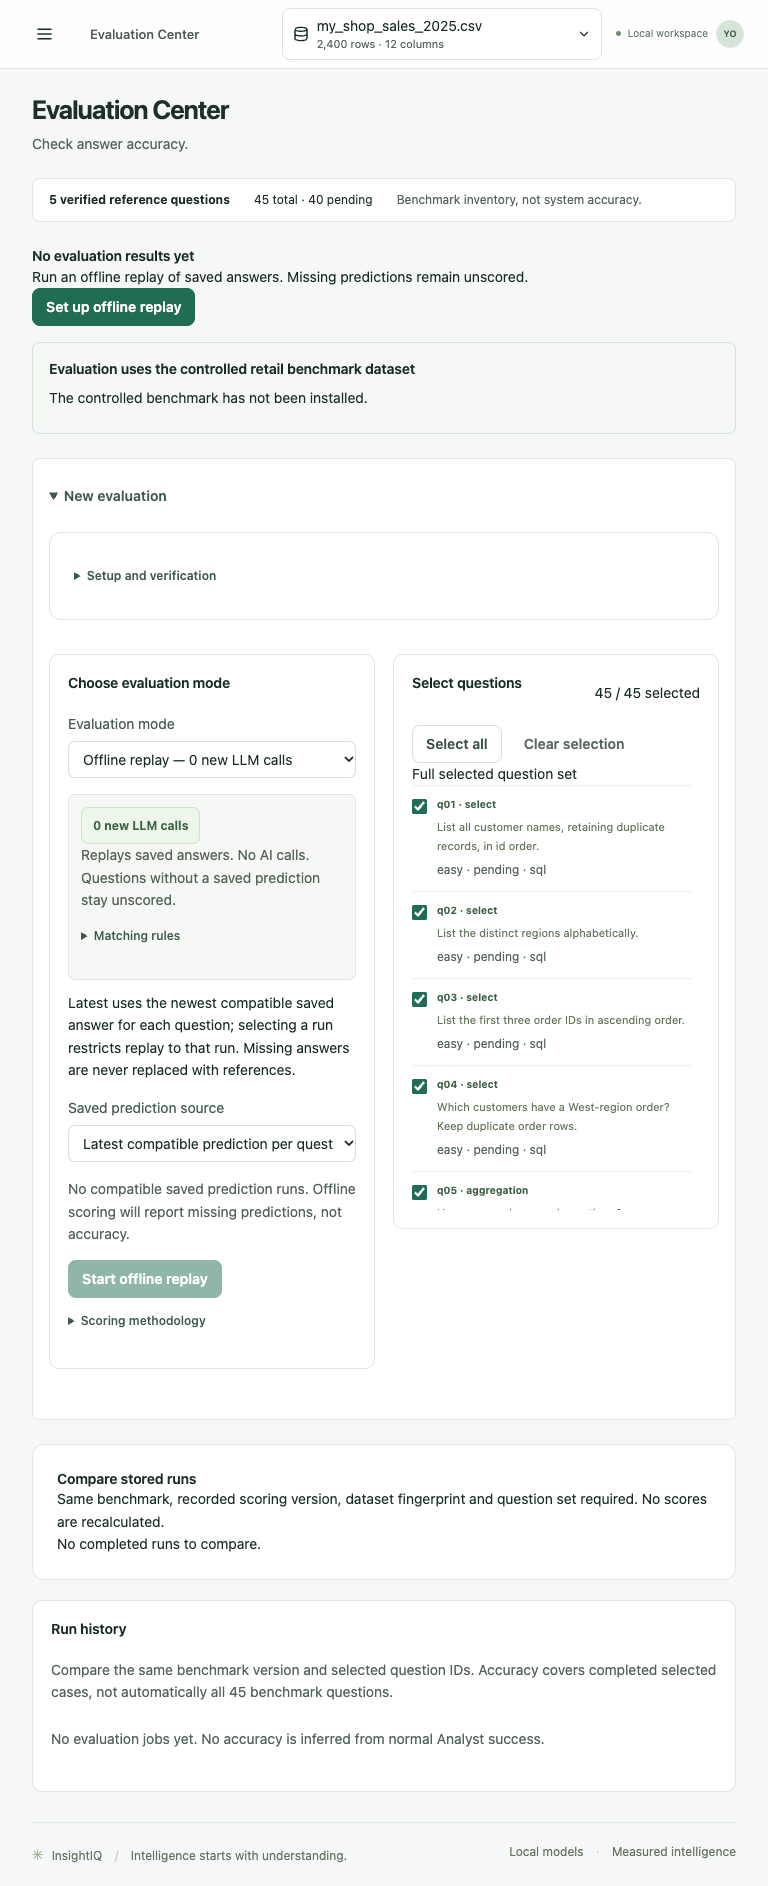 Evaluation Center
my_shop_sales_2025.csv
2,400 rows · 12 columns
Local workspace
YO
Evaluation Center
Check answer accuracy.
5 verified reference questions
45 total · 40 pending
Benchmark inventory, not system accuracy.
No evaluation results yet
Run an offline replay of saved answers. Missing predictions remain unscored.
Set up offline replay
Evaluation uses the controlled retail benchmark dataset
The controlled benchmark has not been installed.
New evaluation
Setup and verification
Choose evaluation mode
Evaluation mode
Offline replay — 0 new LLM calls
0 new LLM calls
Replays saved answers. No AI calls.
Questions without a saved prediction
stay unscored.
Matching rules
Latest uses the newest compatible saved
answer for each question; selecting a run
restricts replay to that run. Missing answers
are never replaced with references.
Saved prediction source
Latest compatible prediction per quest
No compatible saved prediction runs. Offline
scoring will report missing predictions, not
accuracy.
Start offline replay
Scoring methodology
Select questions
45 / 45 selected
Select all
Clear selection
Full selected question set
q01 · select
List all customer names, retaining duplicate
records, in id order.
easy · pending · sql
q02 · select
List the distinct regions alphabetically.
easy · pending · sql
q03 · select
List the first three order IDs in ascending order.
easy · pending · sql
q04 · select
Which customers have a West-region order?
Keep duplicate order rows.
easy · pending · sql
q05 · aggregation
Compare stored runs
Same benchmark, recorded scoring version, dataset fingerprint and question set required. No scores
are recalculated.
No completed runs to compare.
Run history
Compare the same benchmark version and selected question IDs. Accuracy covers completed selected
cases, not automatically all 45 benchmark questions.
No evaluation jobs yet. No accuracy is inferred from normal Analyst success.
InsightIQ / Intelligence starts with understanding.
Local models · Measured intelligence